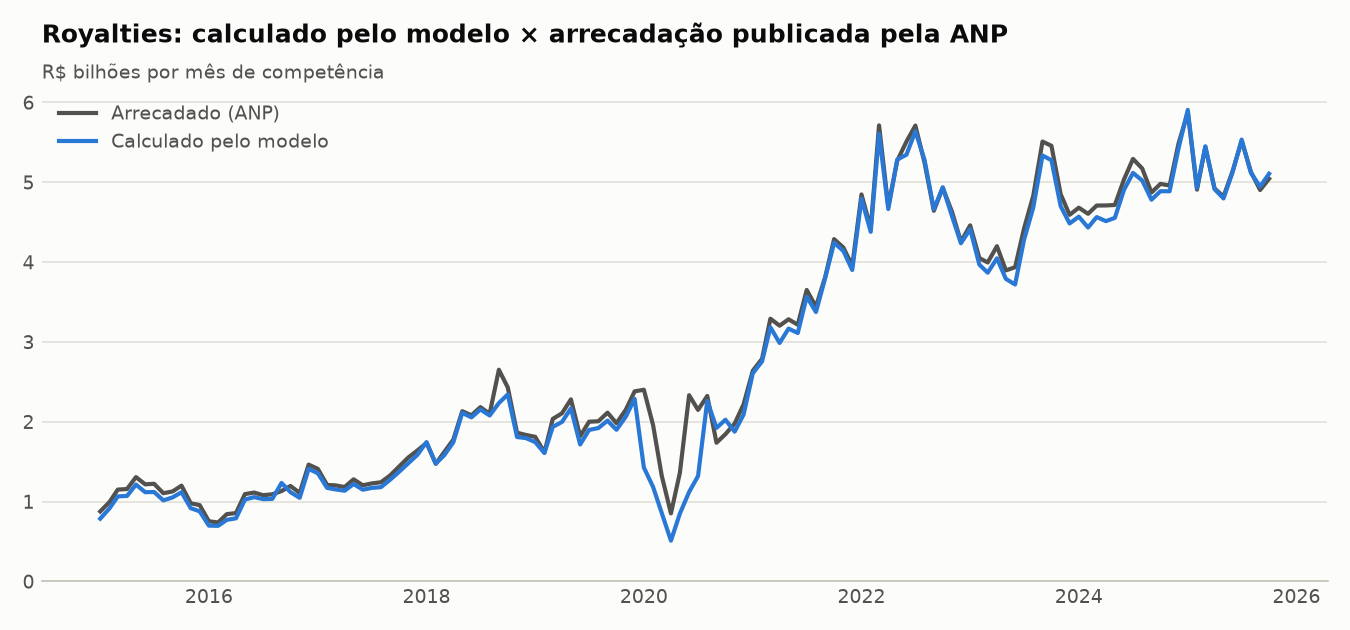 Royalties: calculado pelo modelo × arrecadação publicada pela ANP
R$ bilhões por mês de competência
6
Arrecadado (ANP)
Calculado pelo modelo
5
4
3
2
1
0
2016 2018 2020 2022 2024 2026